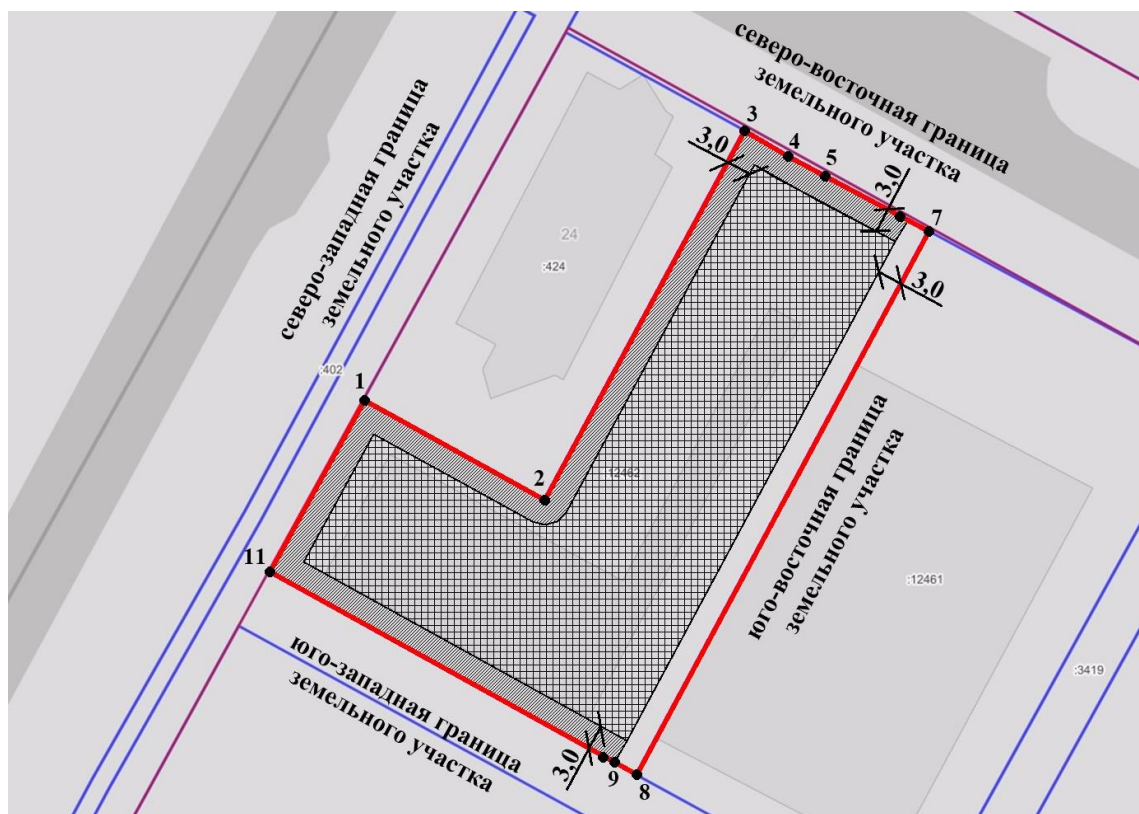 северо-восточная граница
земельного участка
северо-западная граница
земельного участка
3
3,0
4
5
3,0
7
3,0
24
:424
:402
1
2
12462
юго-восточная граница
земельного участка
:12461
:3419
11
юго-западная граница
земельного участка
3,0
9
8